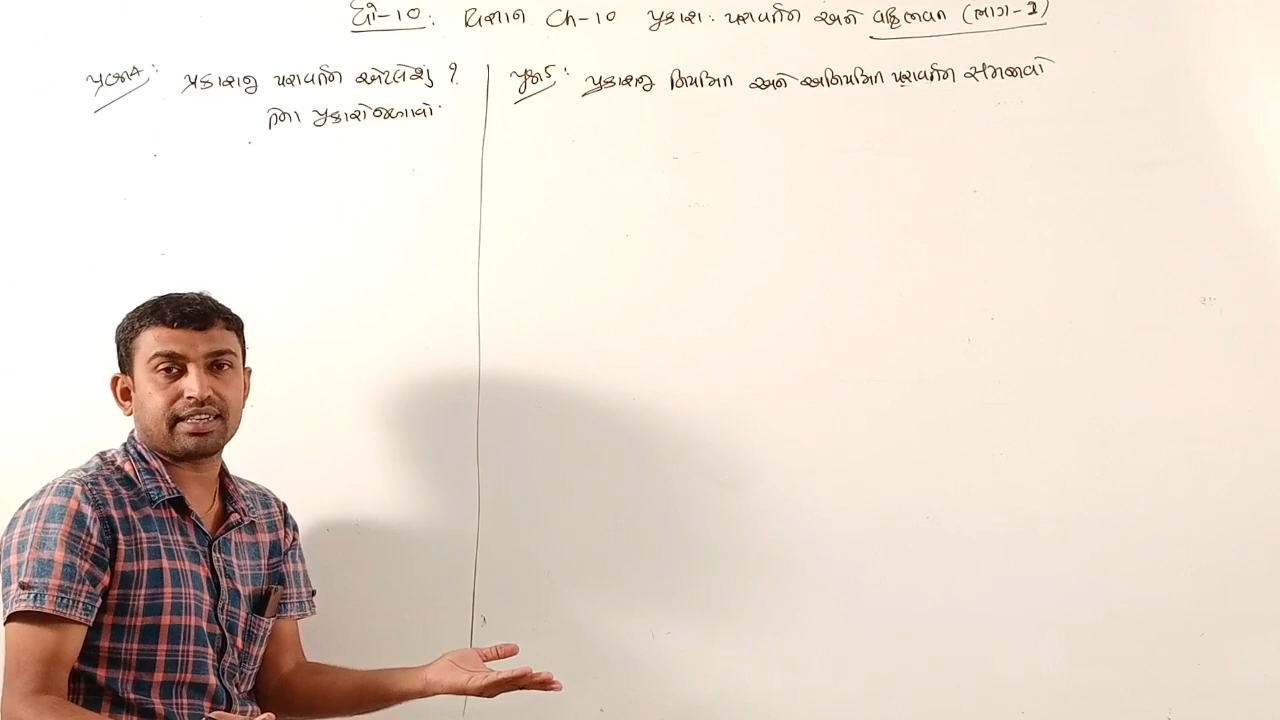 ધો-10: વિજ્ઞાન Ch-10 પ્રકાશ: પરાવર્તન અને વક્રીભવન (ભાગ-2)
પ્રશ્ન4: પ્રકાશનું પરાવર્તન એટલે શું ?
તેના પ્રકારો જણાવો.
પ્રશ્ન5: પ્રકાશનું નિયમિત અને અનિયમિત પરાવર્તન સમજાવો